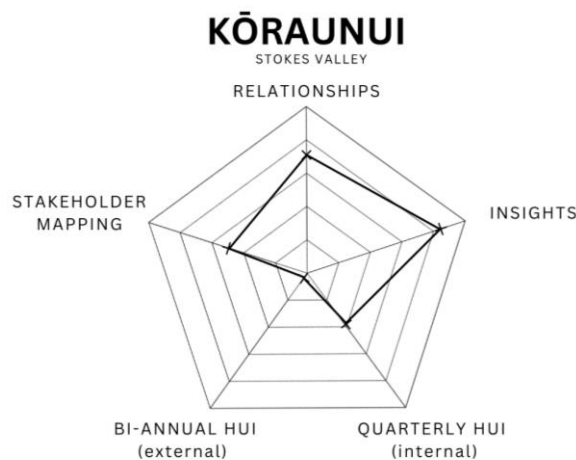 KŌRAUNUI
STOKES VALLEY
RELATIONSHIPS
STAKEHOLDER
MAPPING
INSIGHTS
BI-ANNUAL HUI
(external)
QUARTERLY HUI
(internal)